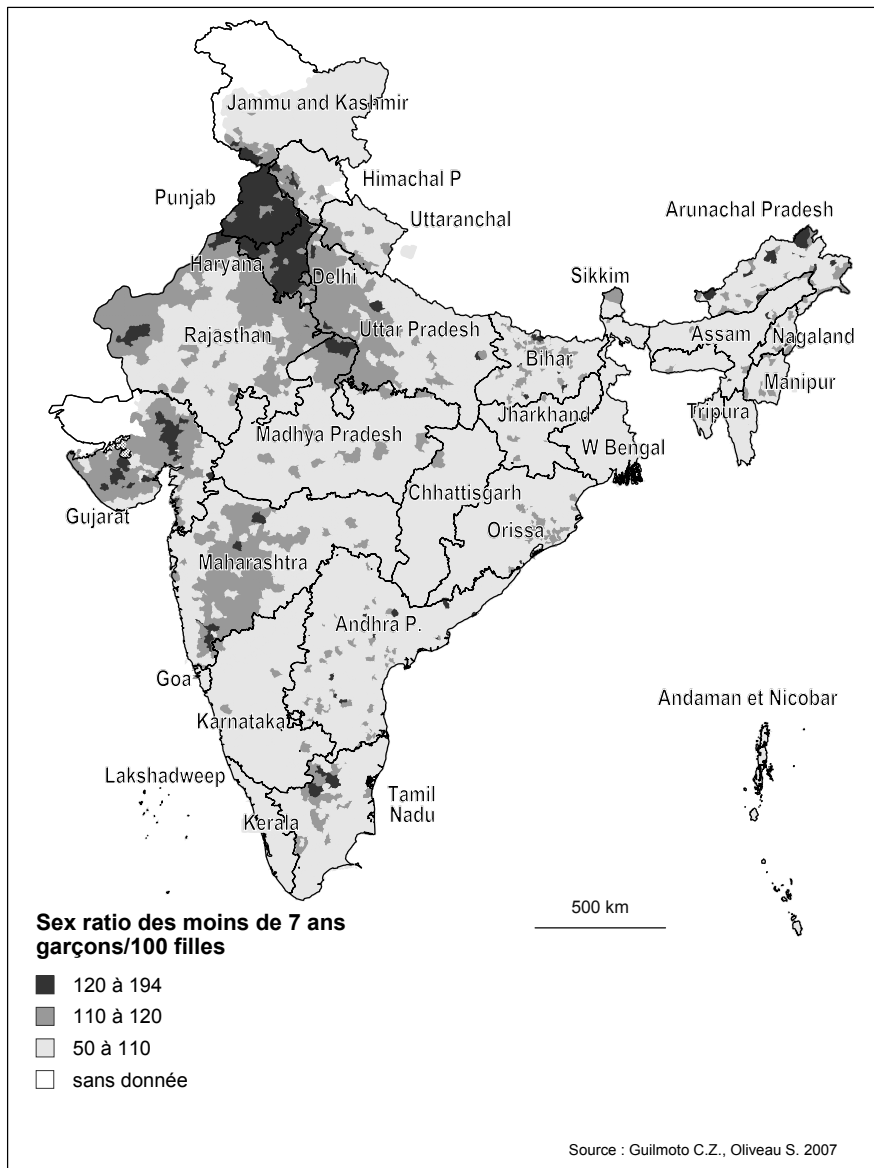 Jammu and Kashmir
Himachal P
Punjab
Uttaranchal
Arunachal Pradesh
Haryana
Delhi
Sikkim
Rajasthan
Uttar Pradesh
Assam
Nagaland
Bihar
Manipur
Jharkhand
Tripura
Madhya Pradesh
W Bengal
Chhattisgarh
Gujarat
Orissa
Maharashtra
Andhra P.
Goa
Andaman et Nicobar
Karnataka
Lakshadweep
Tamil
Nadu
Kerala
500 km
Sex ratio des moins de 7 ans
garçons/100 filles
120 à 194
110 à 120
50 à 110
sans donnée
Source : Guilmoto C.Z., Oliveau S. 2007